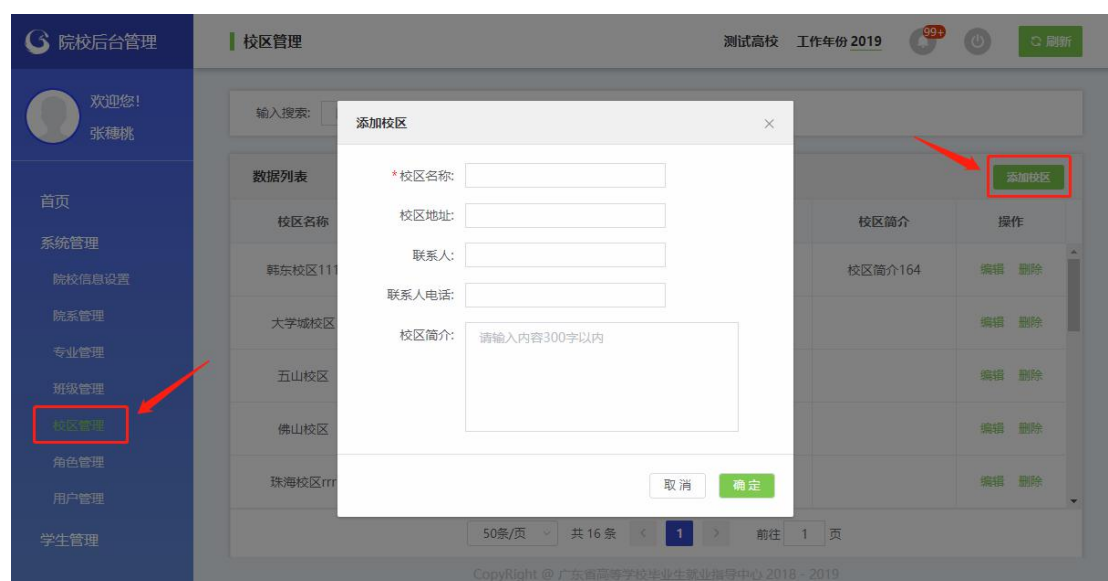 院校后台管理
校区管理
测试高校 工作年份 2019
99+
刷新
欢迎您!
张穗桃
输入搜索:
添加校区
数据列表
添加校区
*校区名称:
校区地址:
联系人:
联系人电话:
校区简介:
请输入内容300字以内
取消
确定
首页
系统管理
院校信息设置
院系管理
专业管理
班级管理
校区管理
角色管理
用户管理
学生管理
校区名称 校区简介 操作
韩东校区111 校区简介164 编辑 删除
大学城校区 编辑 删除
五山校区 编辑 删除
佛山校区 编辑 删除
珠海校区rrr 编辑 删除
50条/页 共 16 条 < 1 > 前往 1 页
CopyRight @ 广东省高等学校毕业生就业指导中心 2018 - 2019